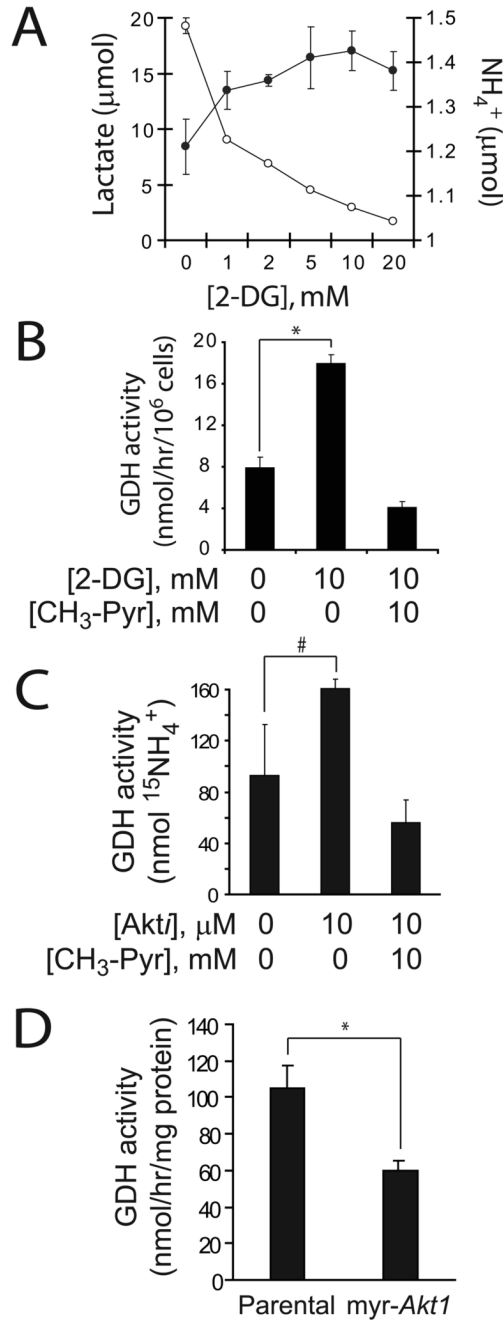 A
Lactate (μmol)
20
15
10
5
0
1.5
1.4
1.3
1.2
1.1
1
NH₄⁺ (μmol)
0 1 2 5 10 20
[2-DG], mM
B
GDH activity
(nmol/hr/10⁶ cells)
20
16
12
8
4
0
*
[2-DG], mM 0 10 10
[CH₃-Pyr], mM 0 0 10
C
GDH activity
(nmol ¹⁵NH₄⁺)
160
120
80
40
0
#
[Akti], μM 0 10 10
[CH₃-Pyr], mM 0 0 10
D
GDH activity
(nmol/hr/mg protein)
140
120
100
80
60
40
20
0
*
Parental myr-Akt1